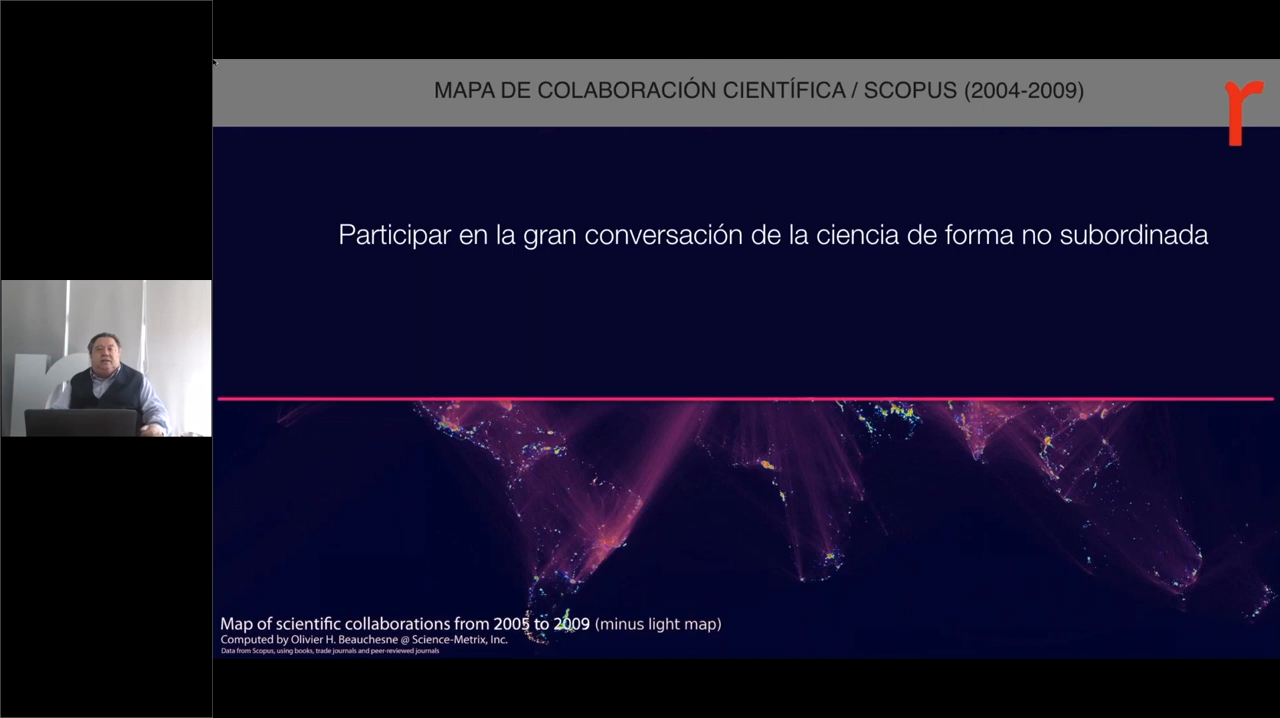 MAPA DE COLABORACIÓN CIENTÍFICA / SCOPUS (2004-2009)
r
Participar en la gran conversación de la ciencia de forma no subordinada
Map of scientific collaborations from 2005 to 2009 (minus light map)
Computed by Olivier H. Beauchesne @ Science-Metrix, Inc.
Data from Scopus, using books, trade journals and peer-reviewed journals